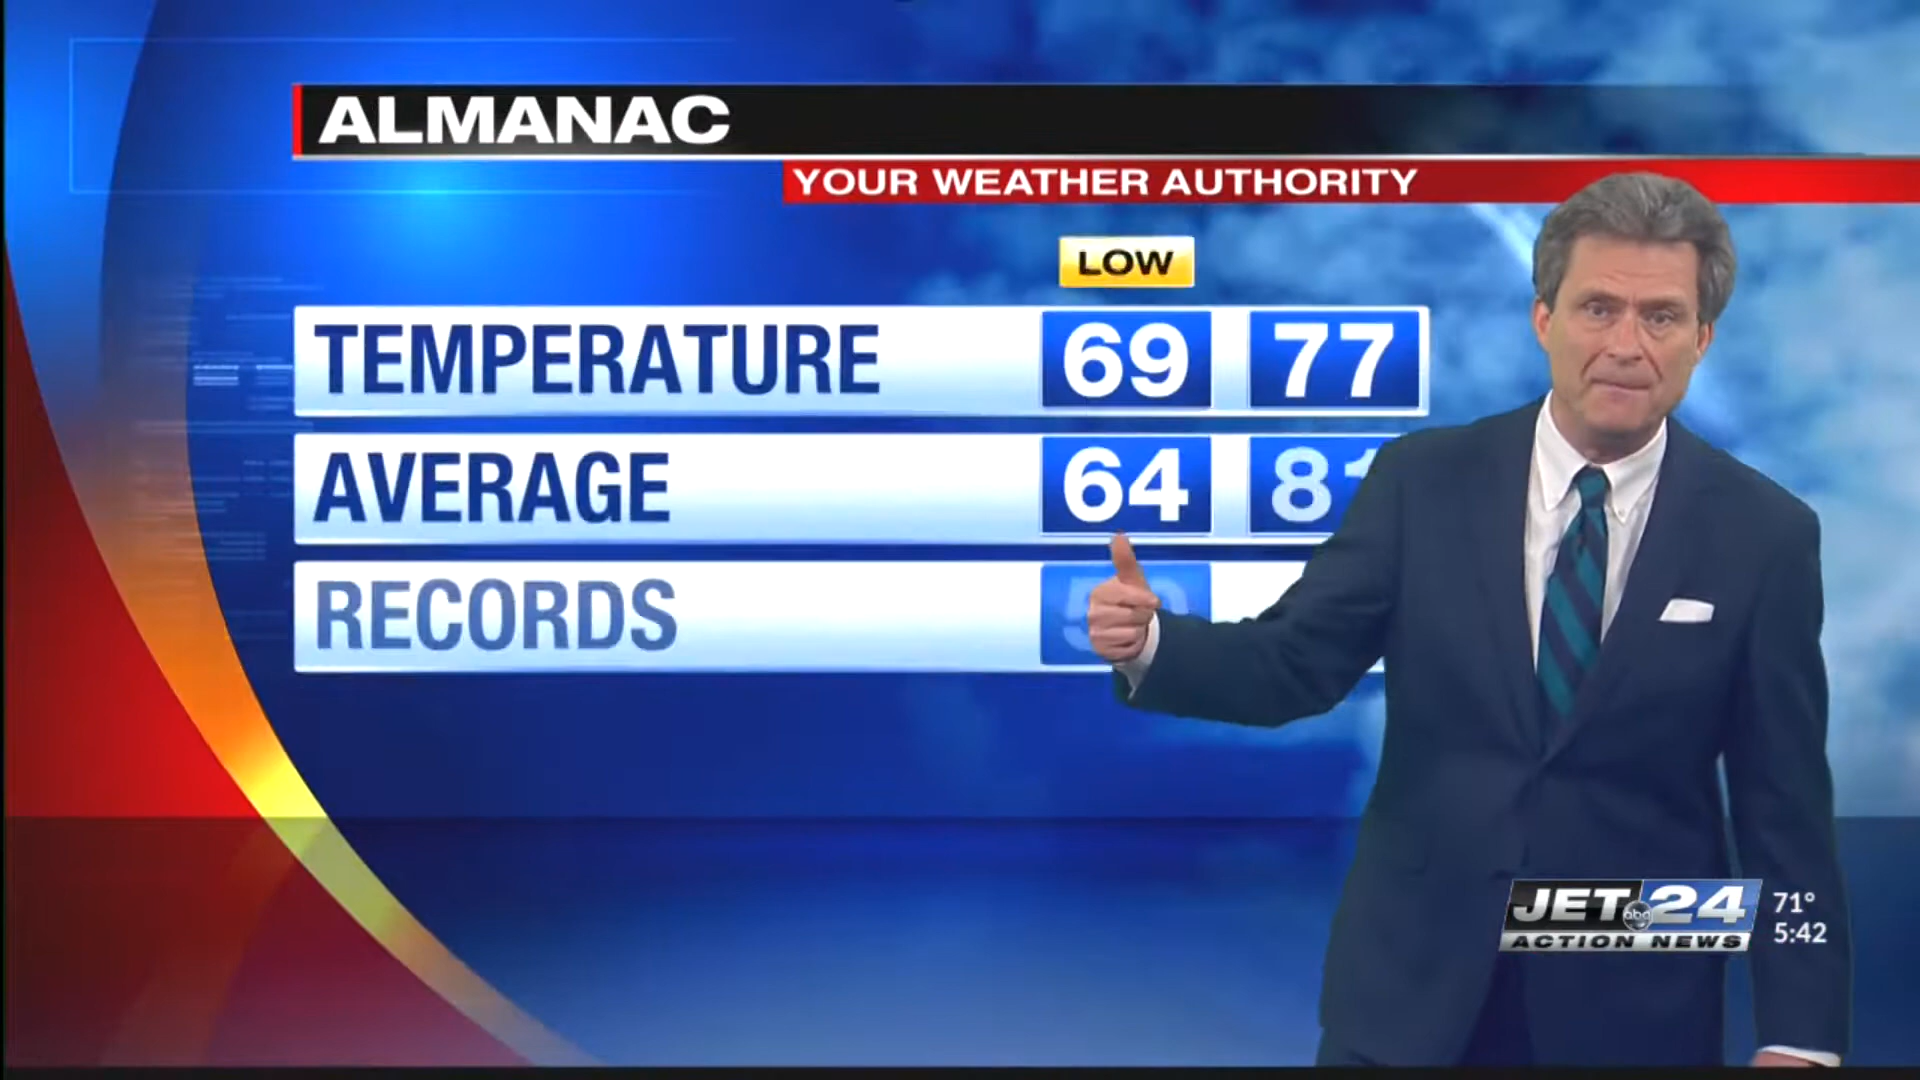 ALMANAC
YOUR WEATHER AUTHORITY
LOW
TEMPERATURE 69 77
AVERAGE 64 81
RECORDS
JET 24
abc
ACTION NEWS
71°
5:42